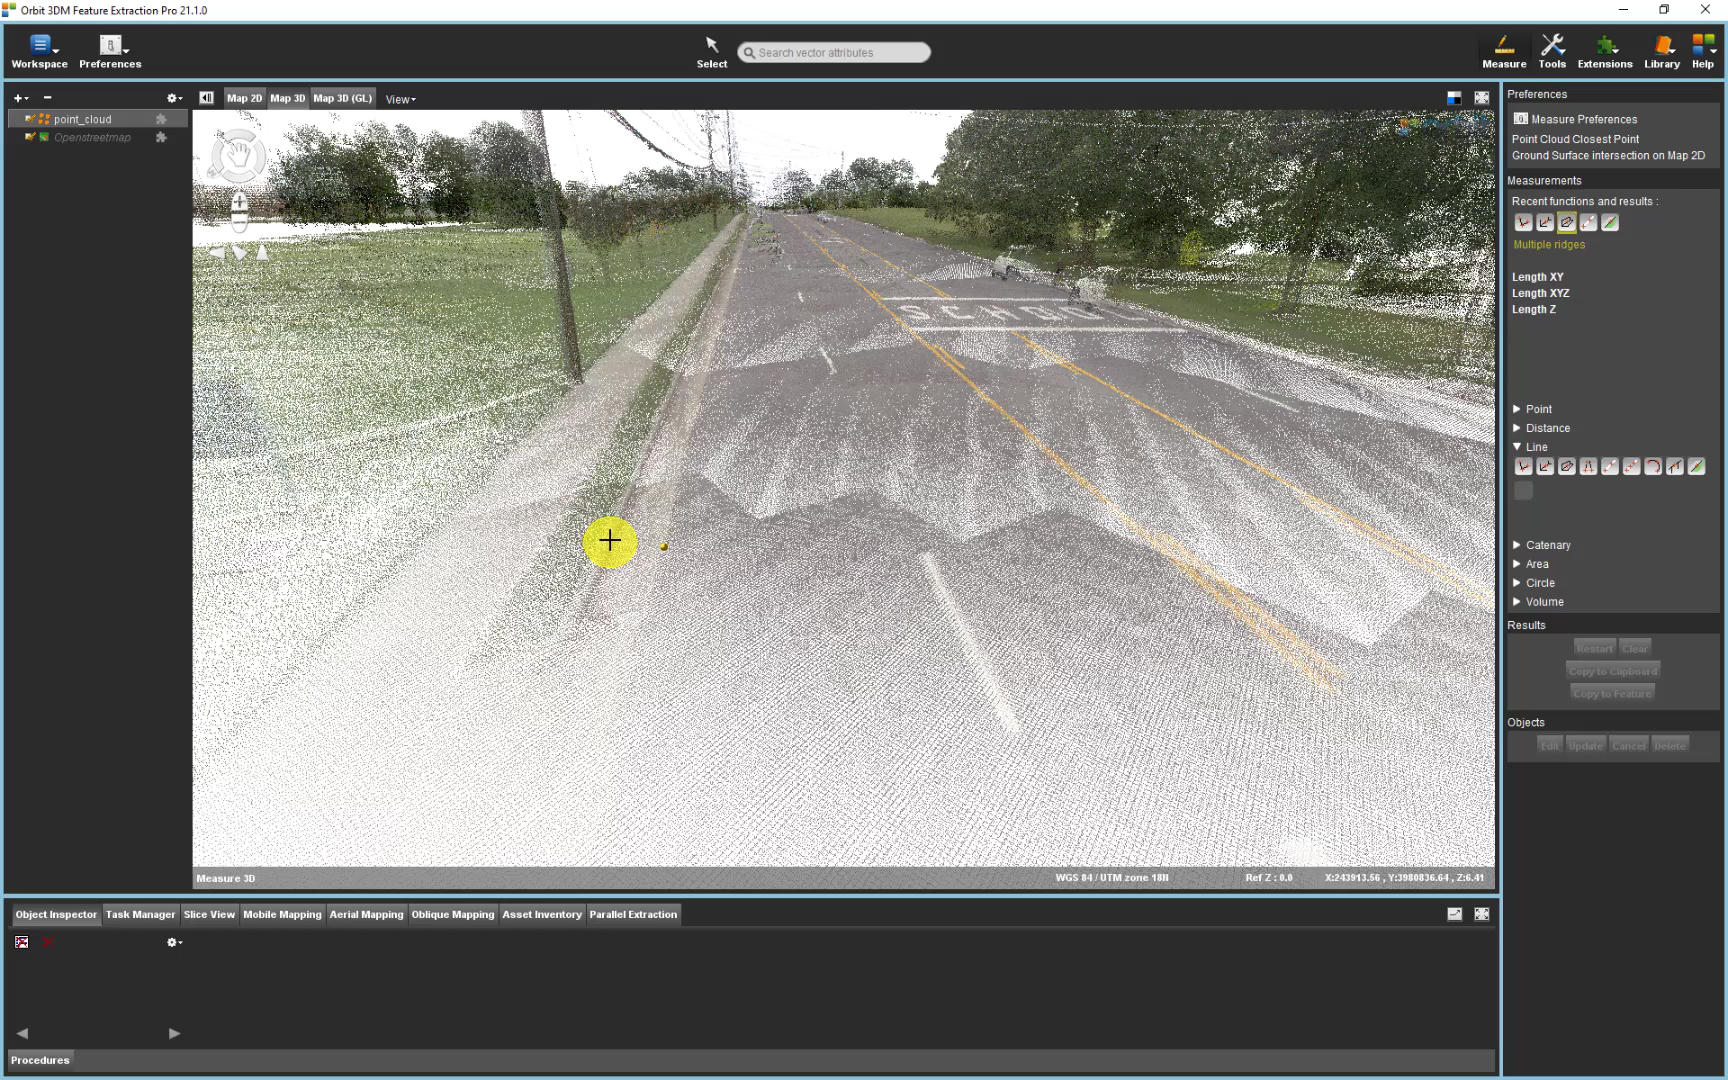 Orbit 3DM Feature Extraction Pro 21.1.0
Workspace
Preferences
Select
Search vector attributes
Measure
Tools
Extensions
Library
Help
point_cloud
Openstreetmap
Map 2D
Map 3D
Map 3D (GL)
View
SCHOOL
Measure 3D
WGS 84 / UTM zone 18N
Ref Z : 0.0
X:243913.56 , Y:3980836.64 , Z:6.41
Preferences
Measure Preferences
Point Cloud Closest Point
Ground Surface intersection on Map 2D
Measurements
Recent functions and results :
Multiple ridges
Length XY
Length XYZ
Length Z
Point
Distance
Line
Catenary
Area
Circle
Volume
Results
Restart
Clear
Copy to Clipboard
Copy to Feature
Objects
Edit
Update
Cancel
Delete
Object Inspector
Task Manager
Slice View
Mobile Mapping
Aerial Mapping
Oblique Mapping
Asset Inventory
Parallel Extraction
Procedures